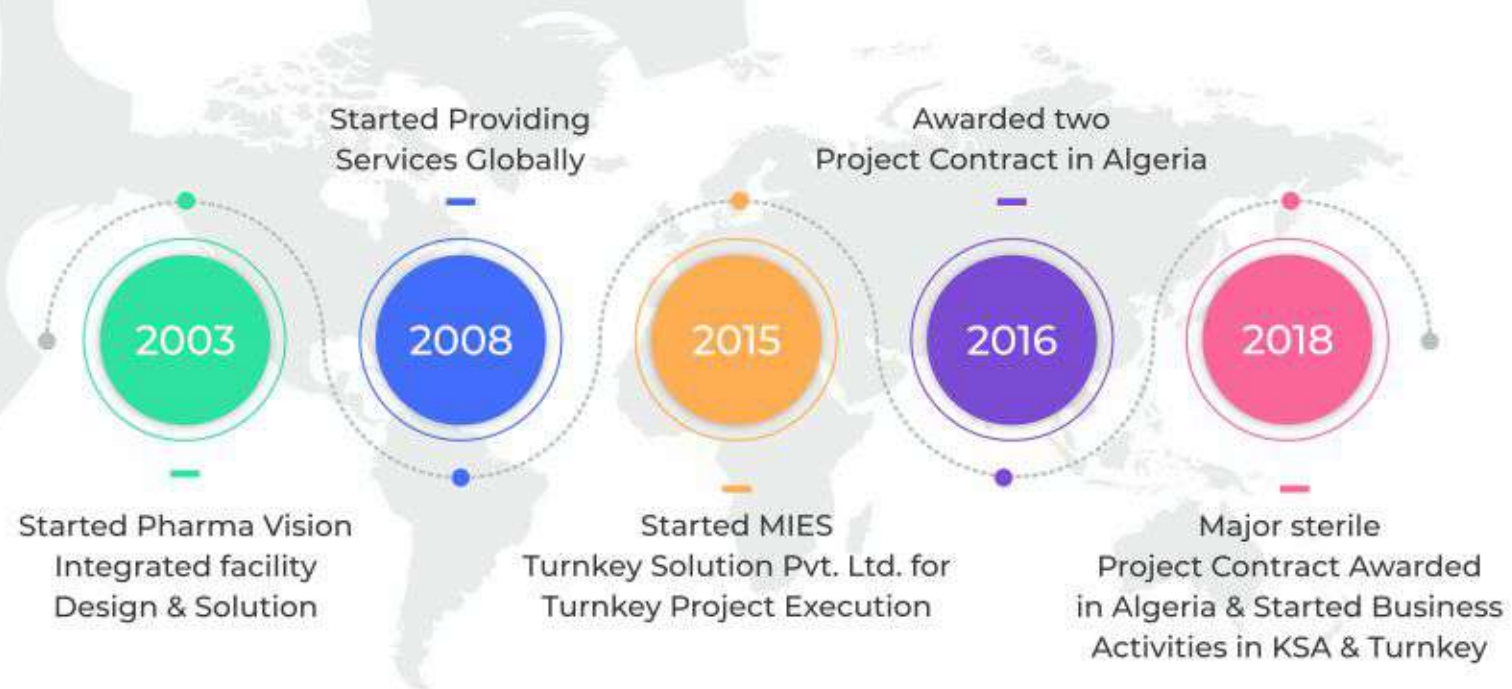 Started Providing
Services Globally
Awarded two
Project Contract in Algeria
2003
2008
2015
2016
2018
Started Pharma Vision
Integrated facility
Design & Solution
Started MIES
Turnkey Solution Pvt. Ltd. for
Turnkey Project Execution
Major sterile
Project Contract Awarded
in Algeria & Started Business
Activities in KSA & Turnkey